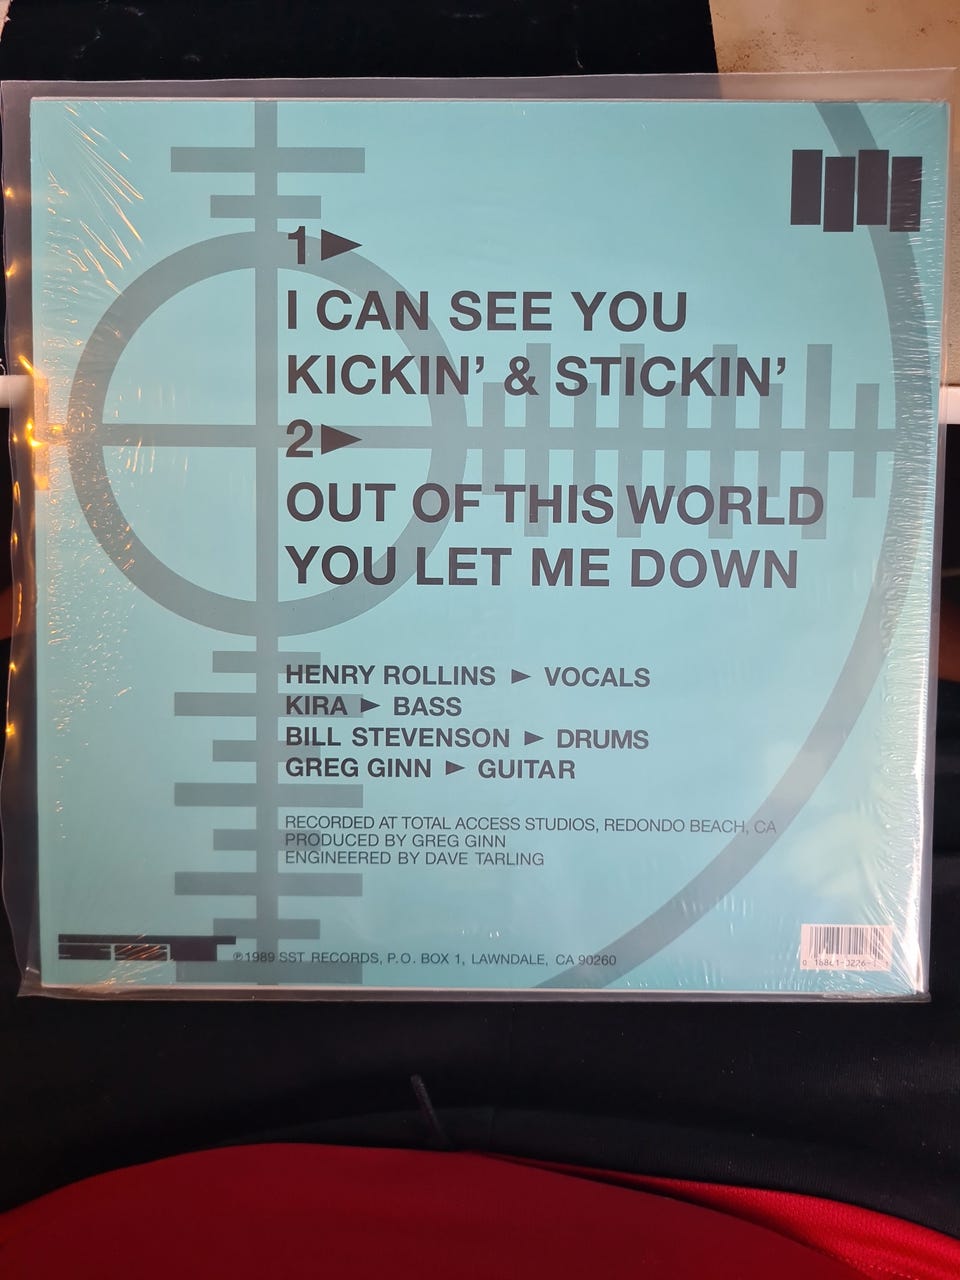 1►
I CAN SEE YOU
KICKIN' & STICKIN'
2►
OUT OF THIS WORLD
YOU LET ME DOWN
HENRY ROLLINS ► VOCALS
KIRA ► BASS
BILL STEVENSON ► DRUMS
GREG GINN ► GUITAR
RECORDED AT TOTAL ACCESS STUDIOS, REDONDO BEACH, CA
PRODUCED BY GREG GINN
ENGINEERED BY DAVE TARLING
SST ℗1989 SST RECORDS, P.O. BOX 1, LAWNDALE, CA 90260